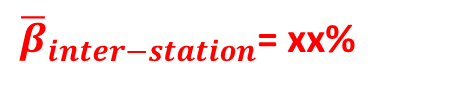 β̅inter−station= xx%